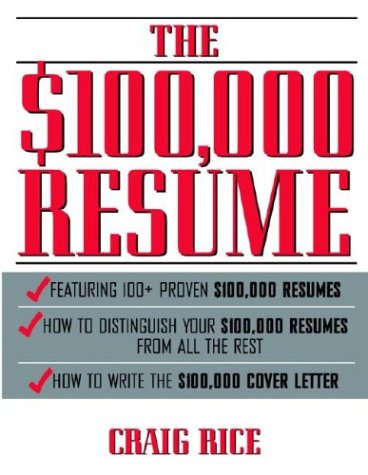 THE
$100,000
RESUME
FEATURING 100+ PROVEN $100,000 RESUMES
HOW TO DISTINGUISH YOUR $100,000 RESUMES
FROM ALL THE REST
HOW TO WRITE THE $100,000 COVER LETTER
CRAIG RICE